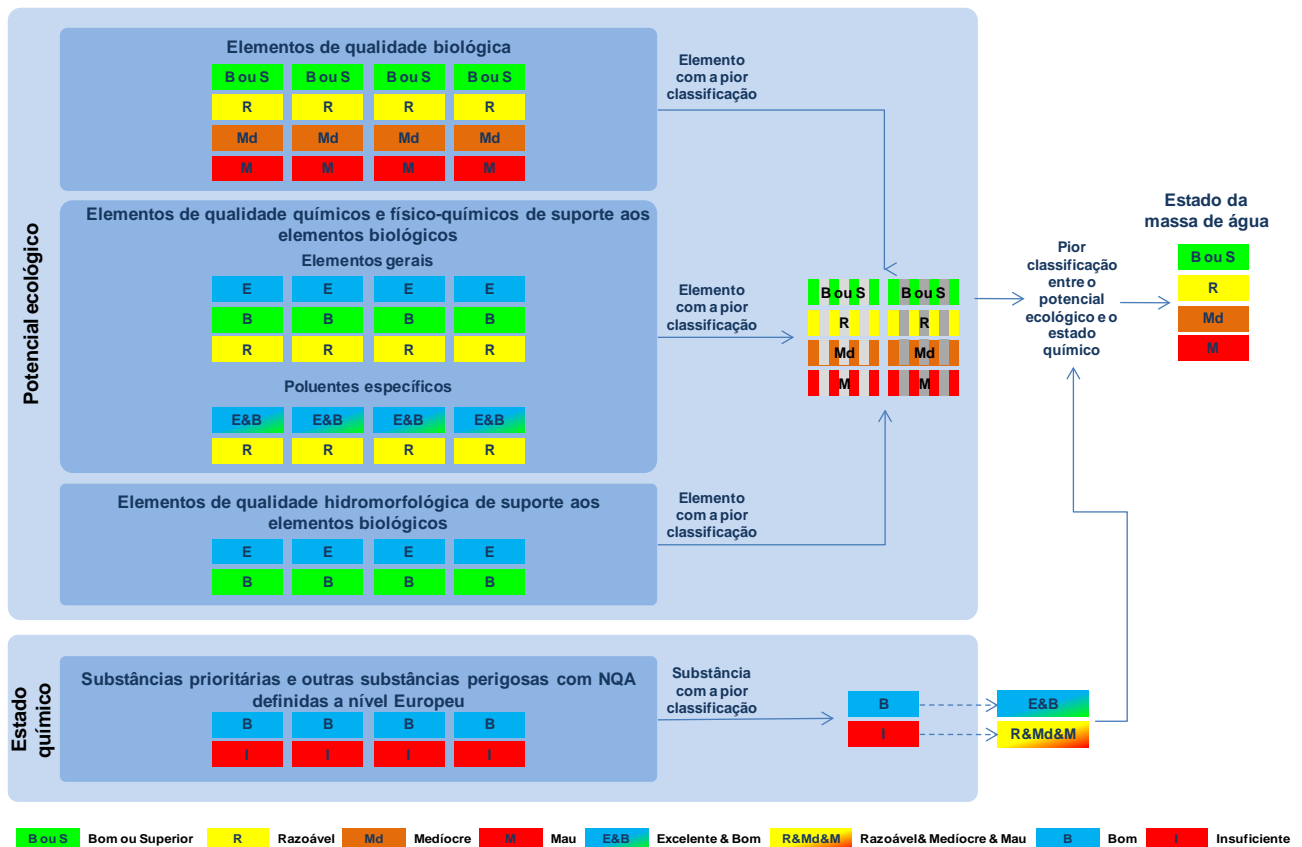 Potencial ecológico
Elementos de qualidade biológica
B ou S B ou S B ou S B ou S
R R R R
Md Md Md Md
M M M M
Elemento
com a pior
classificação
Elementos de qualidade químicos e físico-químicos de suporte aos
elementos biológicos
Elementos gerais
E E E E
B B B B
R R R R
Poluentes específicos
E&B E&B E&B E&B
R R R R
Elemento
com a pior
classificação
Elementos de qualidade hidromorfológica de suporte aos
elementos biológicos
E E E E
B B B B
Elemento
com a pior
classificação
B ou S B ou S
R R
Md Md
M M
Pior
classificação
entre o
potencial
ecológico e o
estado
químico
Estado da
massa de água
B ou S
R
Md
M
Estado
químico
Substâncias prioritárias e outras substâncias perigosas com NQA
definidas a nível Europeu
B B B B
I I I I
Substância
com a pior
classificação
B E&B
I R&Md&M
B ou S Bom ou Superior R Razoável Md Medíocre M Mau E&B Excelente & Bom R&Md&M Razoável& Medíocre & Mau B Bom I Insuficiente